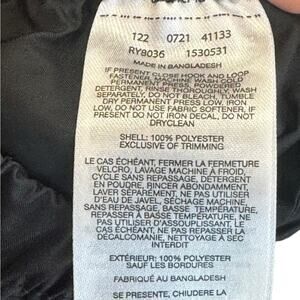 122 0721 41133
RY8036 1530531
MADE IN BANGLADESH
IF PRESENT CLOSE HOOK AND LOOP
FASTENER, MACHINE WASH COLD
PERMANENT PRESS, POWDERED
DETERGENT, RINSE THOROUGHLY, WASH
SEPARATELY, DO NOT BLEACH, TUMBLE
DRY PERMANENT PRESS LOW, IRON
LOW, DO NOT USE FABRIC SOFTENER, IF
PRESENT DO NOT IRON DECAL, DO NOT
DRYCLEAN
SHELL: 100% POLYESTER
EXCLUSIVE OF TRIMMING
LE CAS ÉCHÉANT, FERMER LA FERMETURE
VELCRO, LAVAGE MACHINE À FROID,
CYCLE SANS REPASSAGE, DÉTERGENT
EN POUDRE, RINCER ABONDAMMENT,
LAVER SÉPARÉMENT, NE PAS UTILISER
D'EAU DE JAVEL, SÉCHAGE MACHINE,
SANS REPASSAGE, BASSE TEMPÉRATURE,
REPASSER À BASSE TEMPÉRATURE, NE
PAS UTILISER D'ASSOUPLISSANT, LE
CAS ÉCHÉANT NE PAS REPASSER LA
DÉCALCOMANIE, NETTOYAGE À SEC
INTERDIT
EXTÉRIEUR: 100% POLYESTER
SAUF LES BORDURES
FABRIQUÉ AU BANGLADESH
SE PRESENTE, CHIUDERE LA